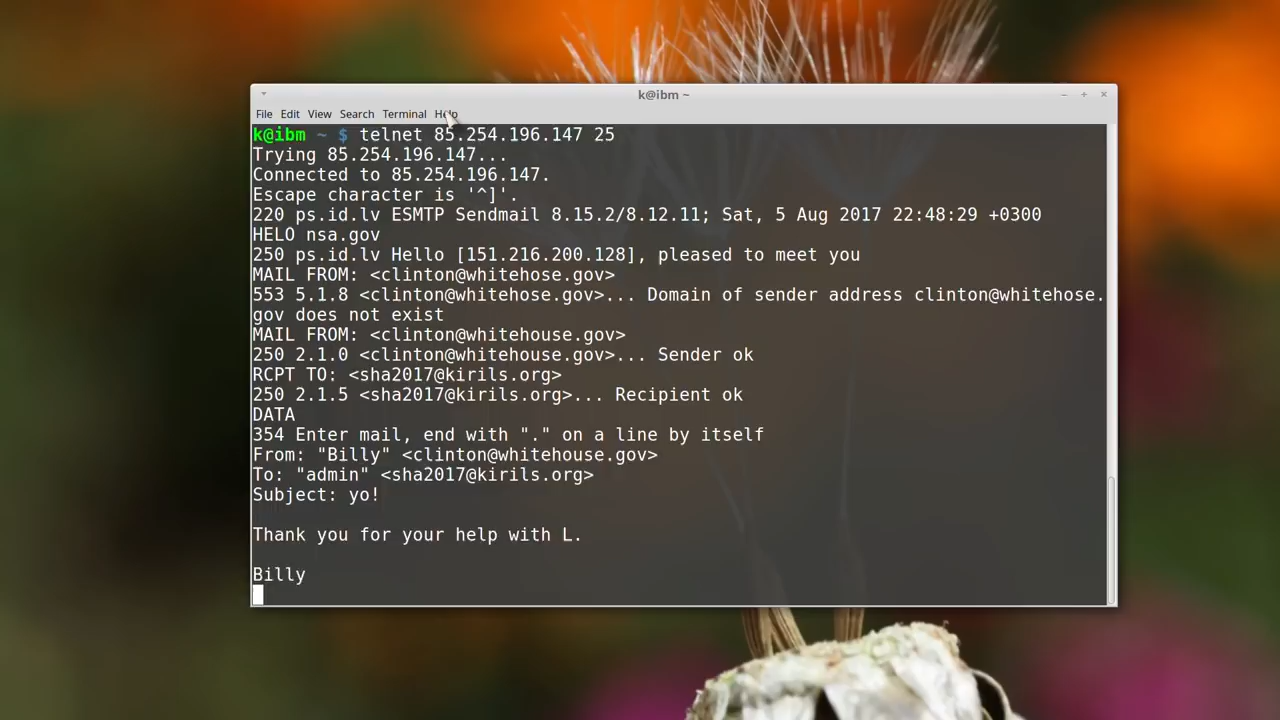 k@ibm ~
File Edit View Search Terminal Help
k@ibm ~ $ telnet 85.254.196.147 25
Trying 85.254.196.147...
Connected to 85.254.196.147.
Escape character is '^]'.
220 ps.id.lv ESMTP Sendmail 8.15.2/8.12.11; Sat, 5 Aug 2017 22:48:29 +0300
HELO nsa.gov
250 ps.id.lv Hello [151.216.200.128], pleased to meet you
MAIL FROM: <clinton@whitehose.gov>
553 5.1.8 <clinton@whitehose.gov>... Domain of sender address clinton@whitehose.
gov does not exist
MAIL FROM: <clinton@whitehouse.gov>
250 2.1.0 <clinton@whitehouse.gov>... Sender ok
RCPT TO: <sha2017@kirils.org>
250 2.1.5 <sha2017@kirils.org>... Recipient ok
DATA
354 Enter mail, end with "." on a line by itself
From: "Billy" <clinton@whitehouse.gov>
To: "admin" <sha2017@kirils.org>
Subject: yo!
Thank you for your help with L.
Billy